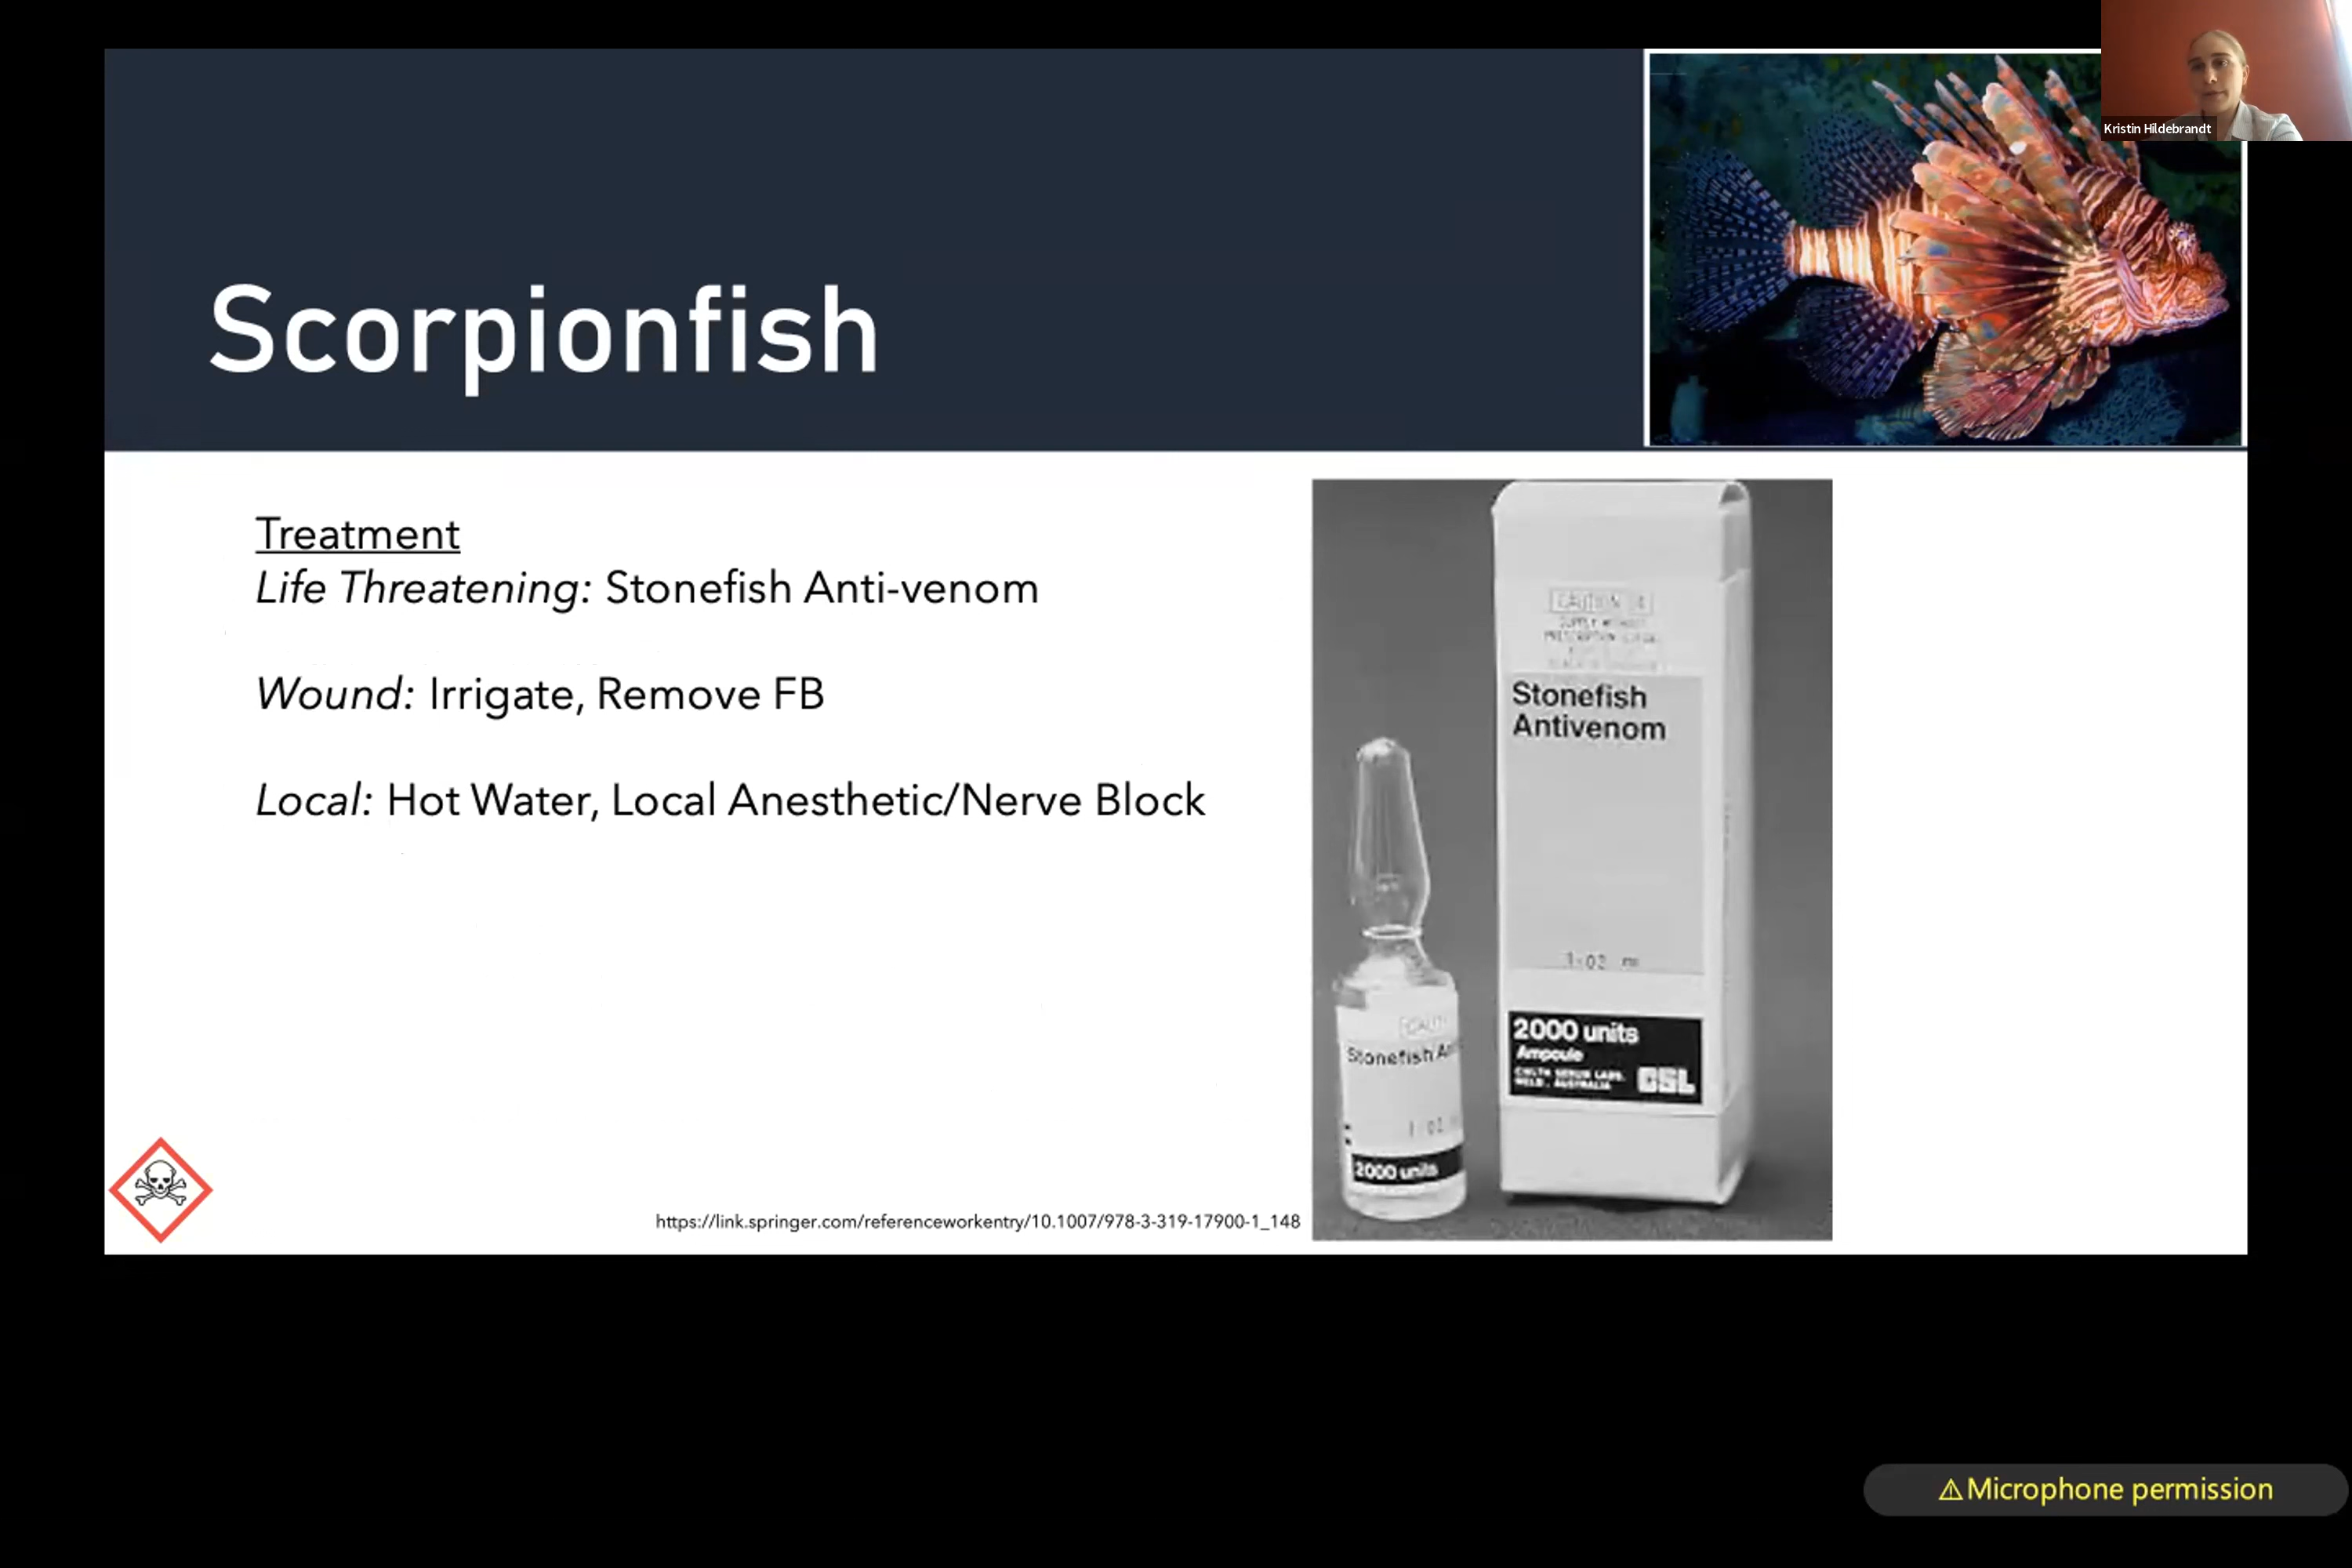 Kristin Hildebrandt
Scorpionfish
Treatment
Life Threatening: Stonefish Anti-venom
Wound: Irrigate, Remove FB
Local: Hot Water, Local Anesthetic/Nerve Block
Stonefish
Antivenom
2000 units
Ampoule
CSL
Stonefish
2000 units
https://link.springer.com/referenceworkentry/10.1007/978-3-319-17900-1_148
⚠Microphone permission